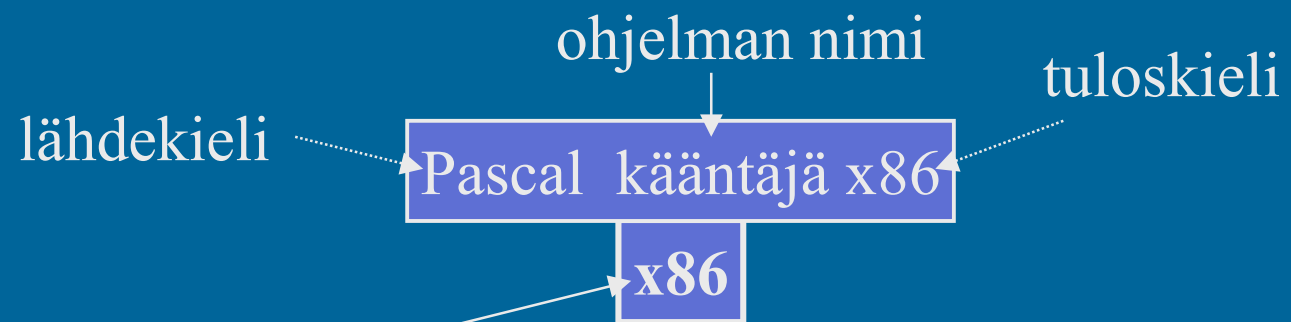 ohjelman nimi
tuloskieli
lähdekieli
Pascal kääntäjä x86
x86